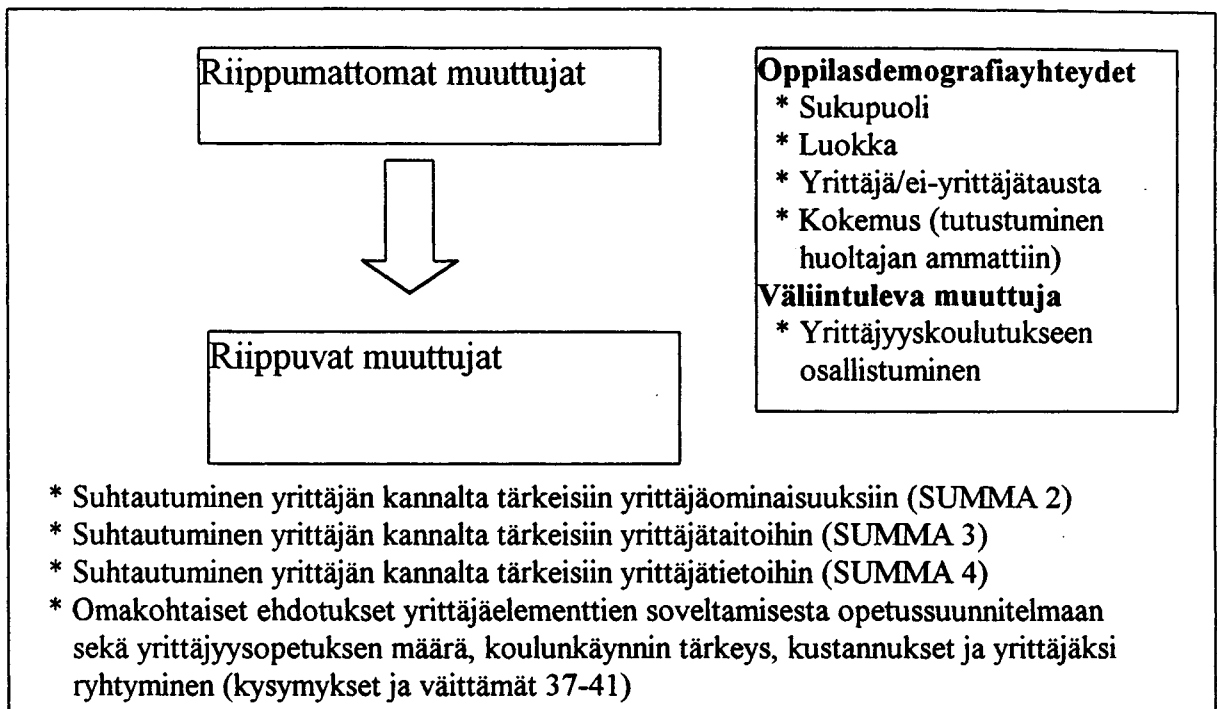 Riippumattomat muuttujat
Oppilasdemografiayhteydet
* Sukupuoli
* Luokka
* Yrittäjä/ei-yrittäjätausta
* Kokemus (tutustuminen
huoltajan ammattiin)
Väliintuleva muuttuja
* Yrittäjyyskoulutukseen
osallistuminen
Riippuvat muuttujat
* Suhtautuminen yrittäjän kannalta tärkeisiin yrittäjäominaisuuksiin (SUMMA 2)
* Suhtautuminen yrittäjän kannalta tärkeisiin yrittäjätaitoihin (SUMMA 3)
* Suhtautuminen yrittäjän kannalta tärkeisiin yrittäjätietoihin (SUMMA 4)
* Omakohtaiset ehdotukset yrittäjäelementtien soveltamisesta opetussuunnitelmaan
sekä yrittäjyysopetuksen määrä, koulunkäynnin tärkeys, kustannukset ja yrittäjäksi
ryhtyminen (kysymykset ja väittämät 37-41)